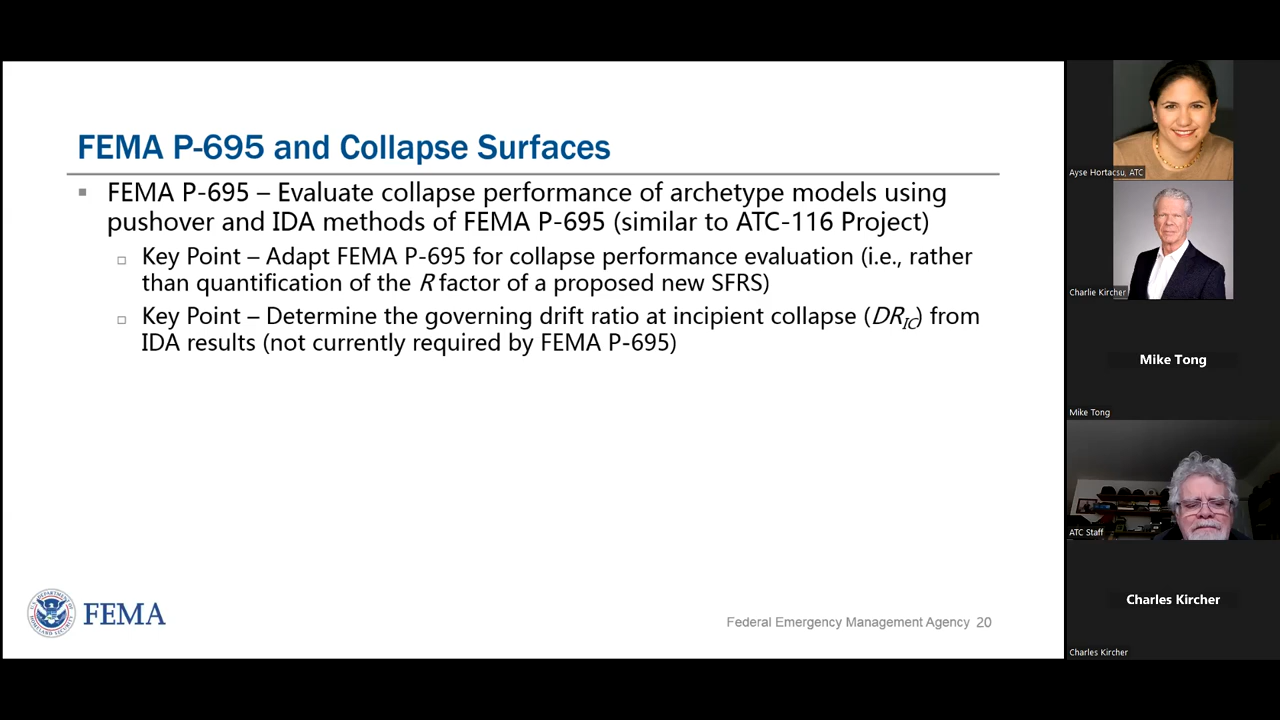 FEMA P-695 and Collapse Surfaces
FEMA P-695 – Evaluate collapse performance of archetype models using
pushover and IDA methods of FEMA P-695 (similar to ATC-116 Project)
Key Point – Adapt FEMA P-695 for collapse performance evaluation (i.e., rather
than quantification of the R factor of a proposed new SFRS)
Key Point – Determine the governing drift ratio at incipient collapse (DRIC) from
IDA results (not currently required by FEMA P-695)
FEMA
Federal Emergency Management Agency 20
Ayse Hortacsu, ATC
Charlie Kircher
Mike Tong
Mike Tong
ATC Staff
Charles Kircher
Charles Kircher